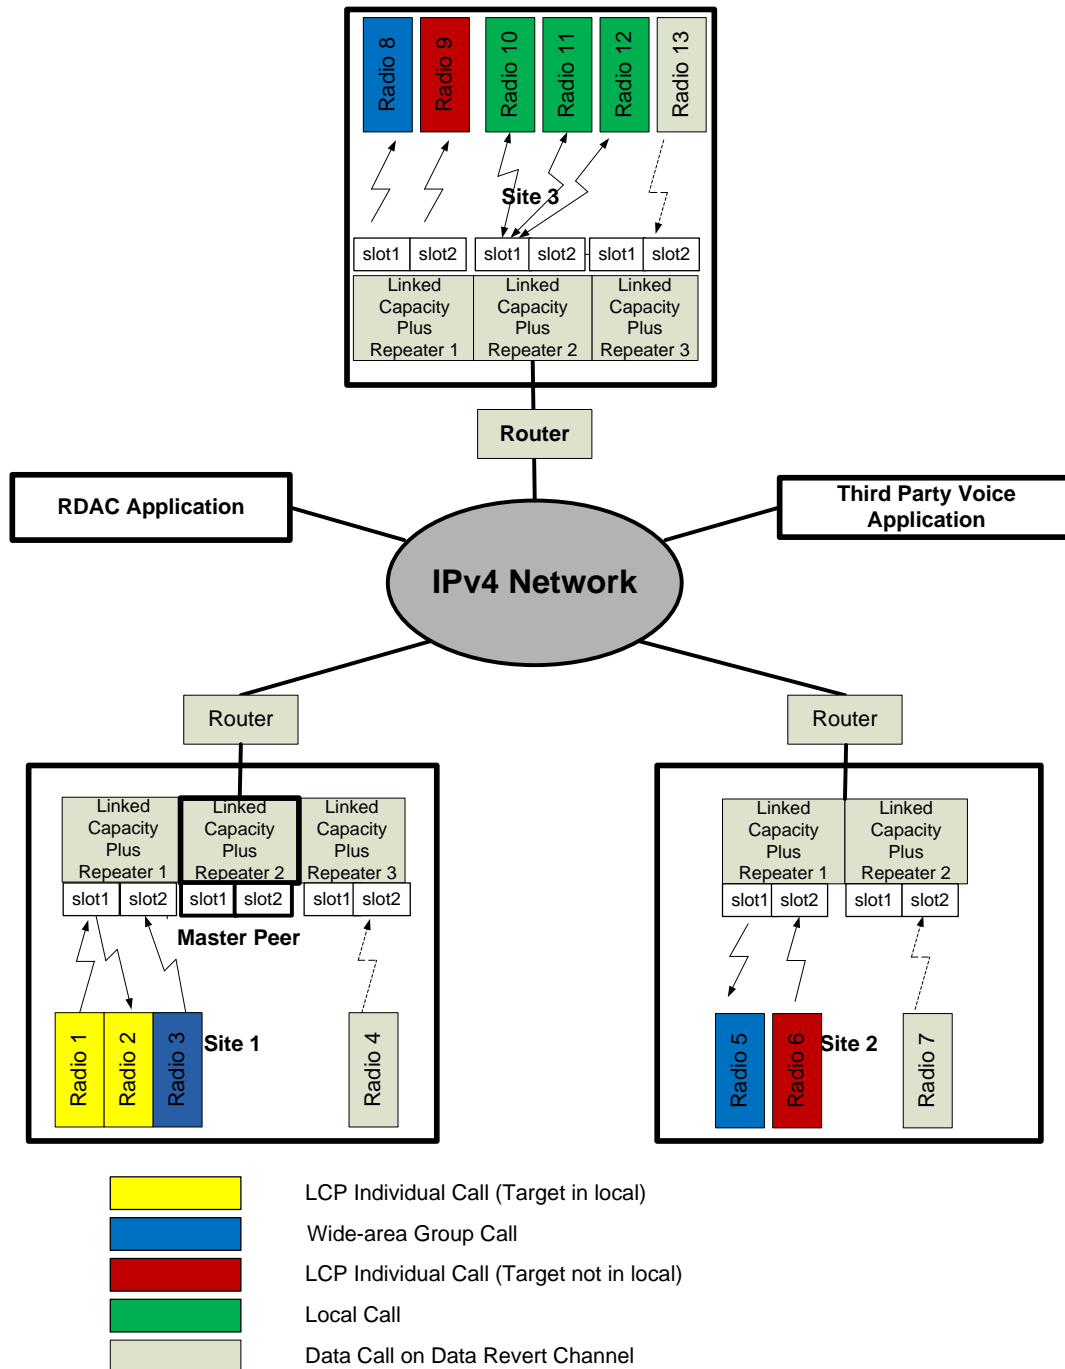 Radio 8
Radio 9
Radio 10
Radio 11
Radio 12
Radio 13
Site 3
slot1
slot2
slot1
slot2
slot1
slot2
Linked
Capacity
Plus
Repeater 1
Linked
Capacity
Plus
Repeater 2
Linked
Capacity
Plus
Repeater 3
Router
RDAC Application
Third Party Voice
Application
IPv4 Network
Router
Router
Linked
Capacity
Plus
Repeater 1
Linked
Capacity
Plus
Repeater 2
Linked
Capacity
Plus
Repeater 3
slot1
slot2
slot1
slot2
slot1
slot2
Master Peer
Radio 1
Radio 2
Radio 3
Site 1
Radio 4
Linked
Capacity
Plus
Repeater 1
Linked
Capacity
Plus
Repeater 2
slot1
slot2
slot1
slot2
Radio 5
Radio 6
Site 2
Radio 7
LCP Individual Call (Target in local)
Wide-area Group Call
LCP Individual Call (Target not in local)
Local Call
Data Call on Data Revert Channel